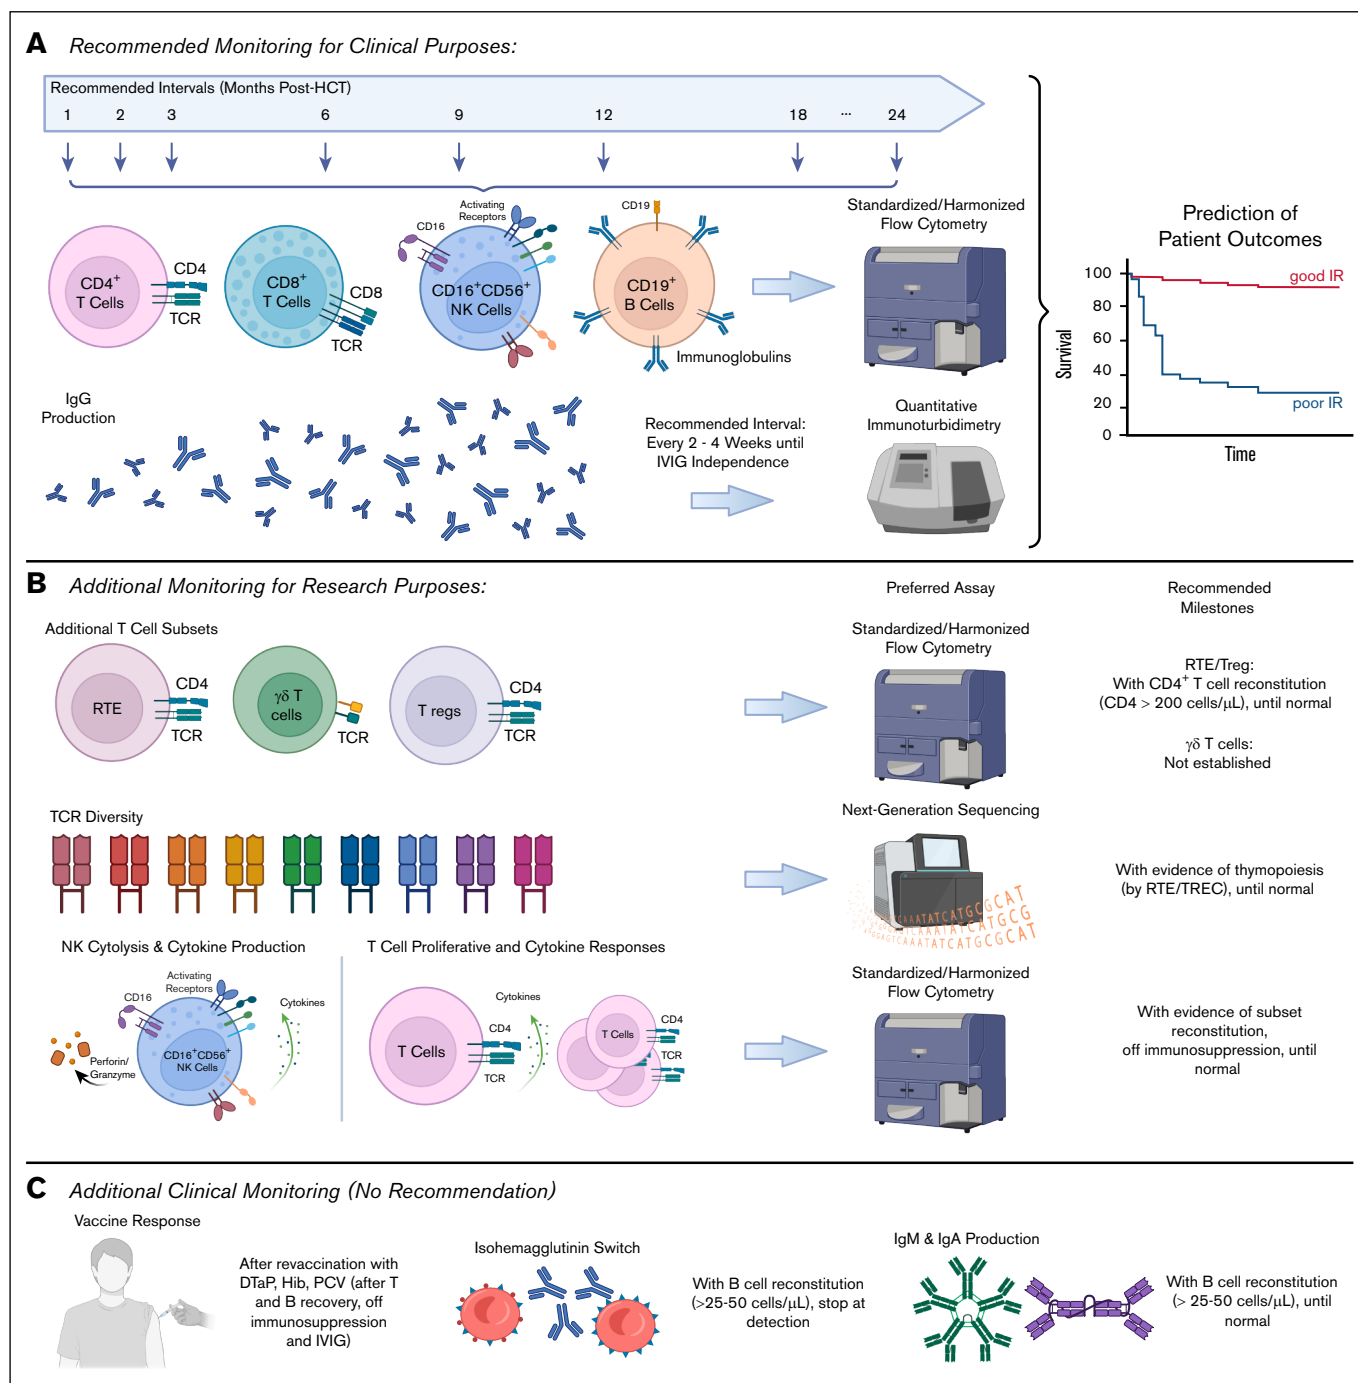 A Recommended Monitoring for Clinical Purposes:
Recommended Intervals (Months Post-HCT)
1 2 3 6 9 12 18 ... 24
CD4+
T Cells
CD4
TCR
CD8+
T Cells
CD8
TCR
Activating
Receptors
CD16
CD16+CD56+
NK Cells
CD19
CD19+
B Cells
Immunoglobulins
Standardized/Harmonized
Flow Cytometry
IgG
Production
Recommended Interval:
Every 2 - 4 Weeks until
IVIG Independence
Quantitative
Immunoturbidimetry
Prediction of
Patient Outcomes
Survival
100
80
60
40
20
0
good IR
poor IR
Time
B Additional Monitoring for Research Purposes:
Preferred Assay
Recommended
Milestones
Additional T Cell Subsets
RTE
CD4
TCR
γδ T
cells
TCR
T regs
CD4
TCR
Standardized/Harmonized
Flow Cytometry
RTE/Treg:
With CD4+ T cell reconstitution
(CD4 > 200 cells/μL), until normal
γδ T cells:
Not established
TCR Diversity
Next-Generation Sequencing
With evidence of thymopoiesis
(by RTE/TREC), until normal
NK Cytolysis & Cytokine Production
Activating
Receptors
CD16
CD16+CD56+
NK Cells
Perforin/
Granzyme
Cytokines
T Cell Proliferative and Cytokine Responses
T Cells
CD4
TCR
Cytokines
T Cells
CD4
TCR
Standardized/Harmonized
Flow Cytometry
With evidence of subset
reconstitution,
off immunosuppression, until
normal
C Additional Clinical Monitoring (No Recommendation)
Vaccine Response
After revaccination with
DTaP, Hib, PCV (after T
and B recovery, off
immunosuppression
and IVIG)
Isohemagglutinin Switch
With B cell reconstitution
(>25-50 cells/μL), stop at
detection
IgM & IgA Production
With B cell reconstitution
(> 25-50 cells/μL), until
normal